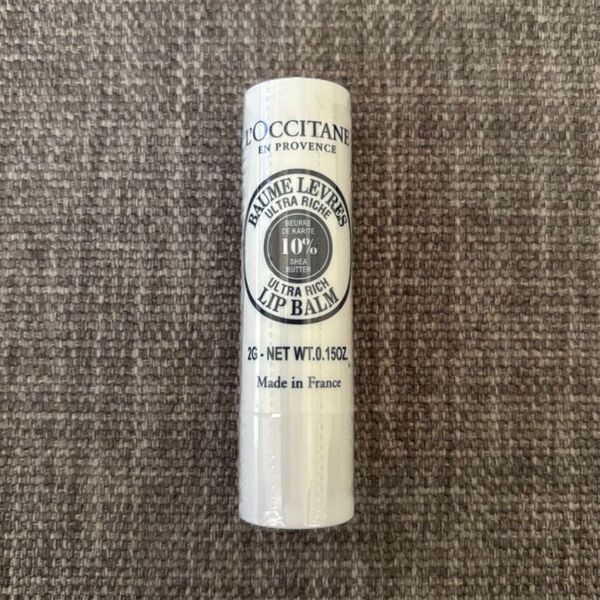 L'OCCITANE
EN PROVENCE
BAUME LEVRES
ULTRA RICHE
BEURRE
DE KARITE
10%
SHEA
BUTTER
ULTRA RICH
LIP BALM
2G - NET WT.0.15OZ.
Made in France